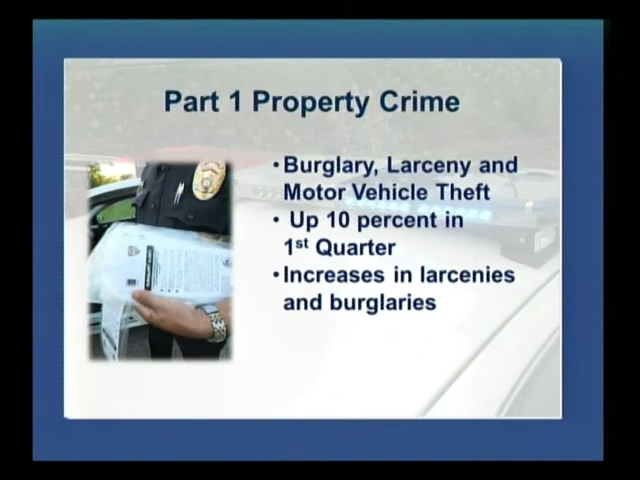 Part 1 Property Crime
• Burglary, Larceny and
Motor Vehicle Theft
• Up 10 percent in
1st Quarter
• Increases in larcenies
and burglaries